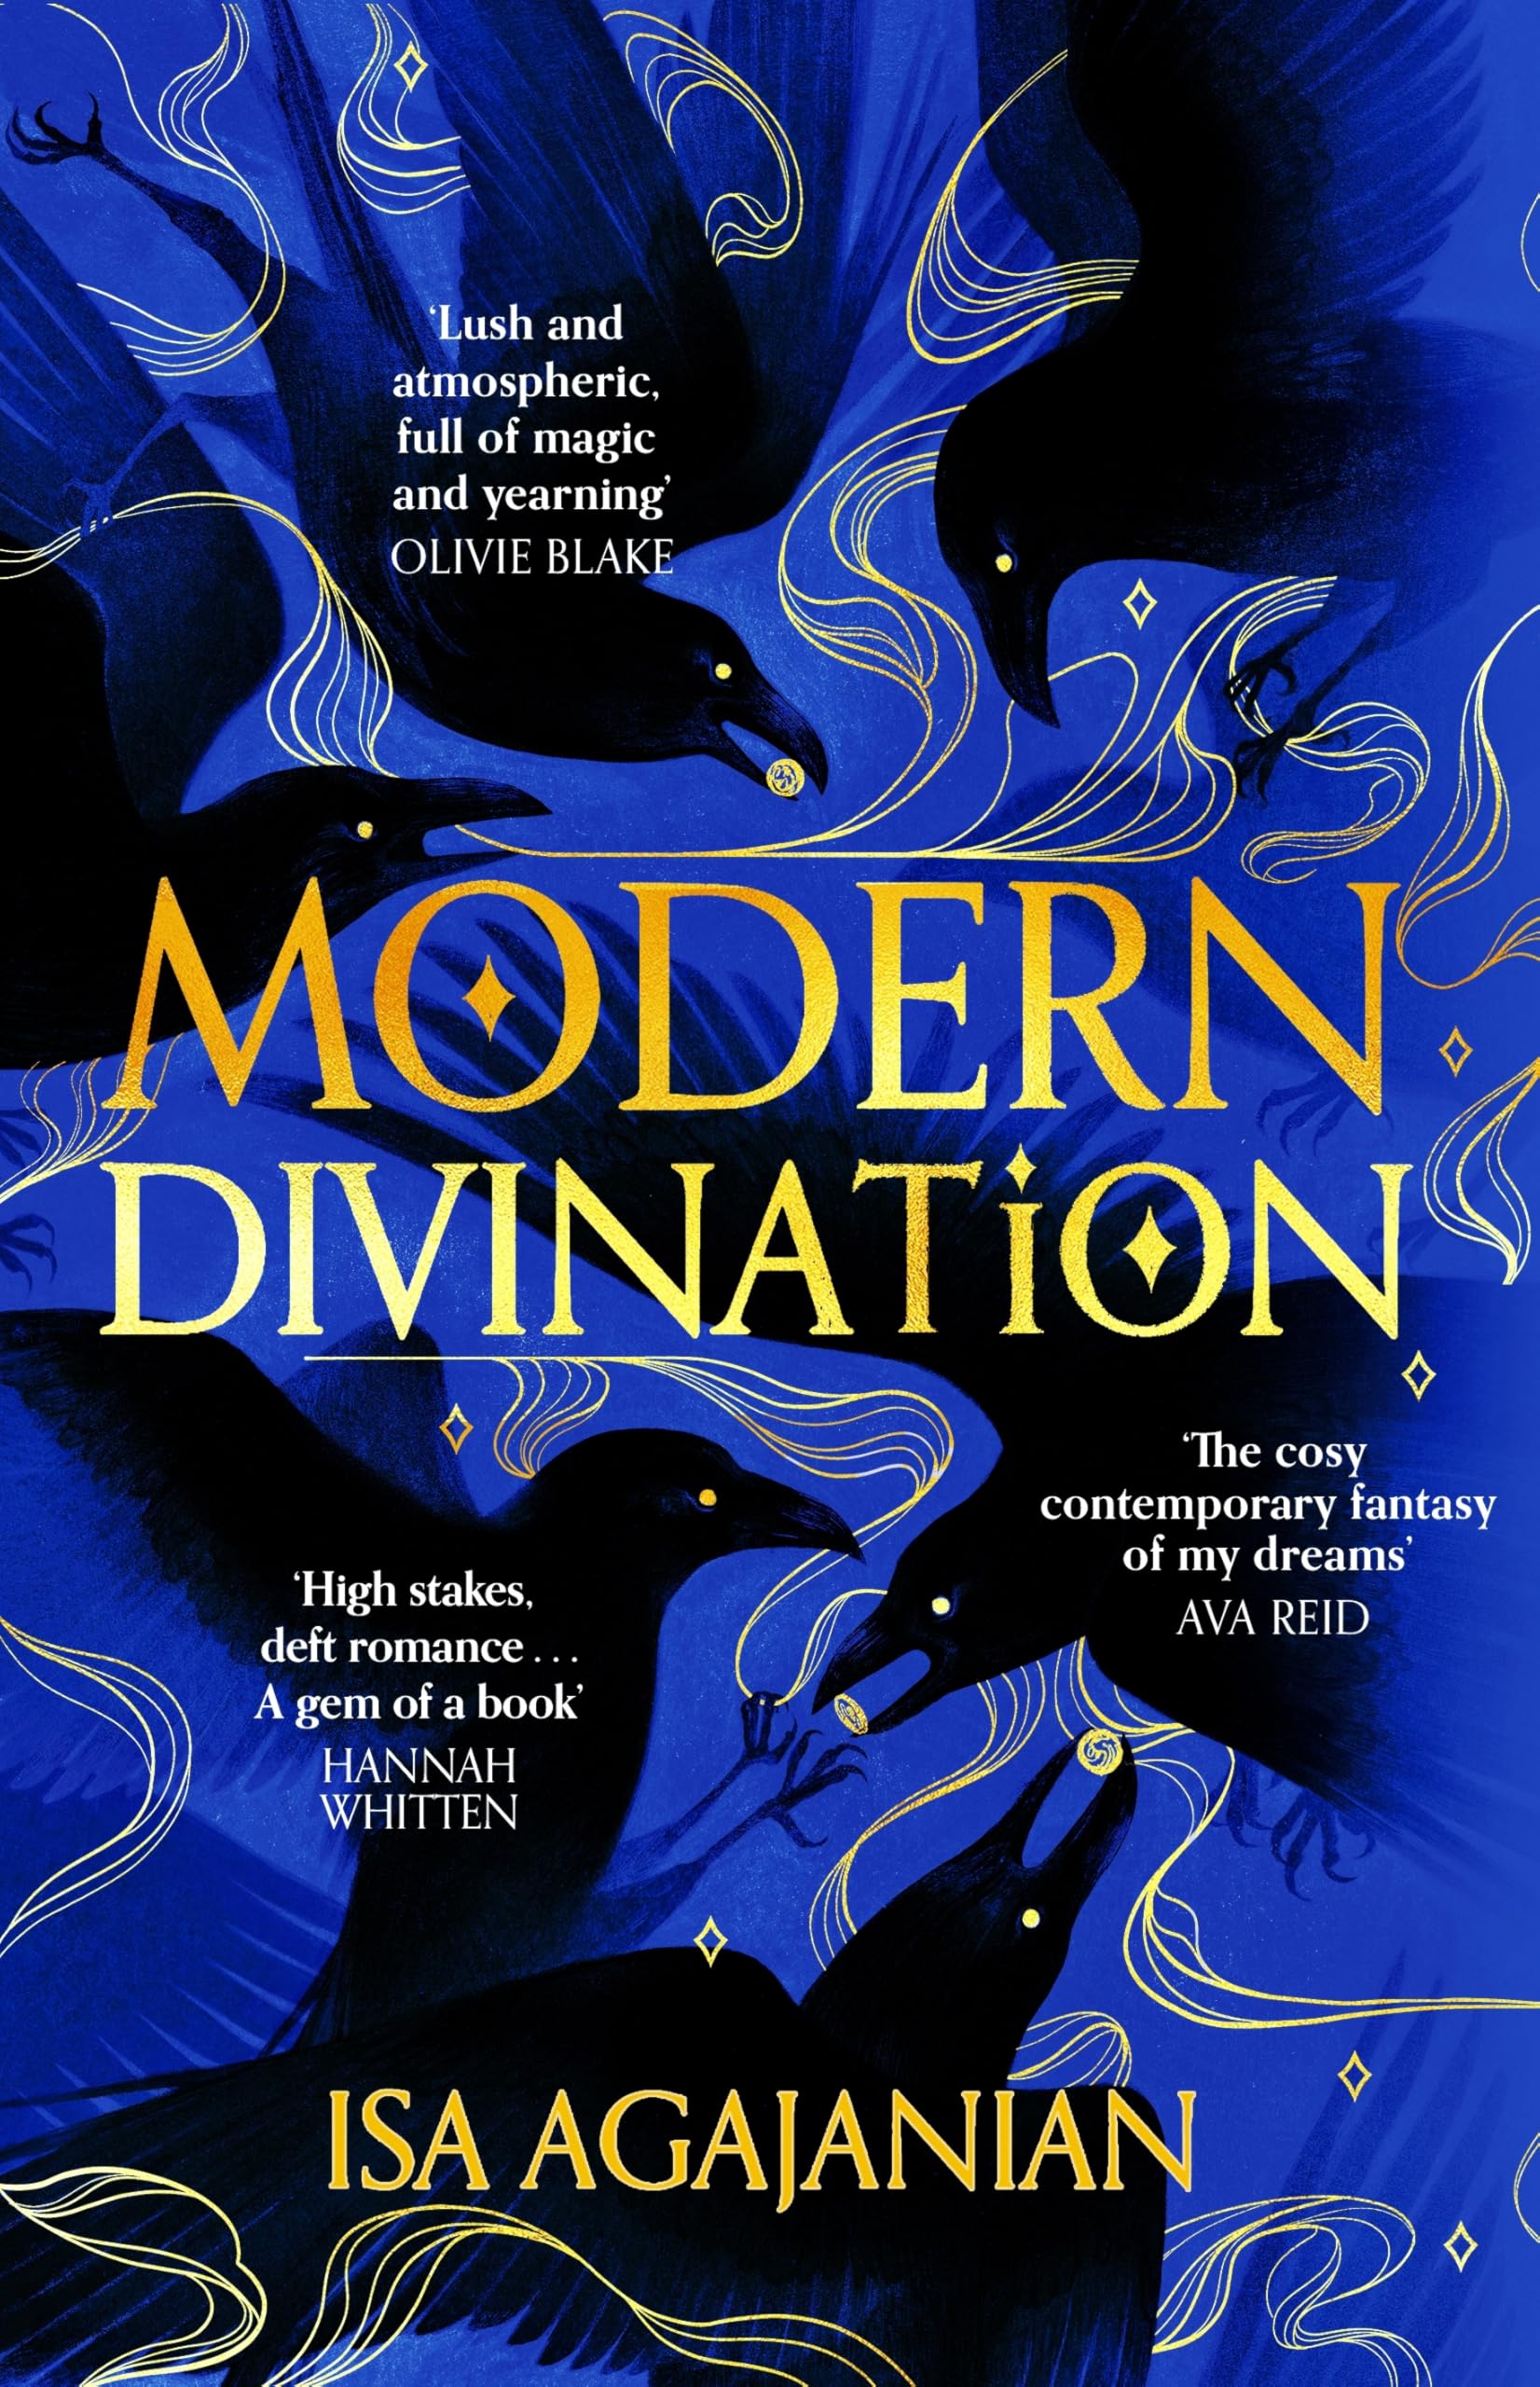 ‘Lush and
atmospheric,
full of magic
and yearning’
OLIVIE BLAKE
MODERN
DIVINATiON
‘The cosy
contemporary fantasy
of my dreams’
AVA REID
‘High stakes,
deft romance . . .
A gem of a book’
HANNAH
WHITTEN
ISA AGAJANIAN